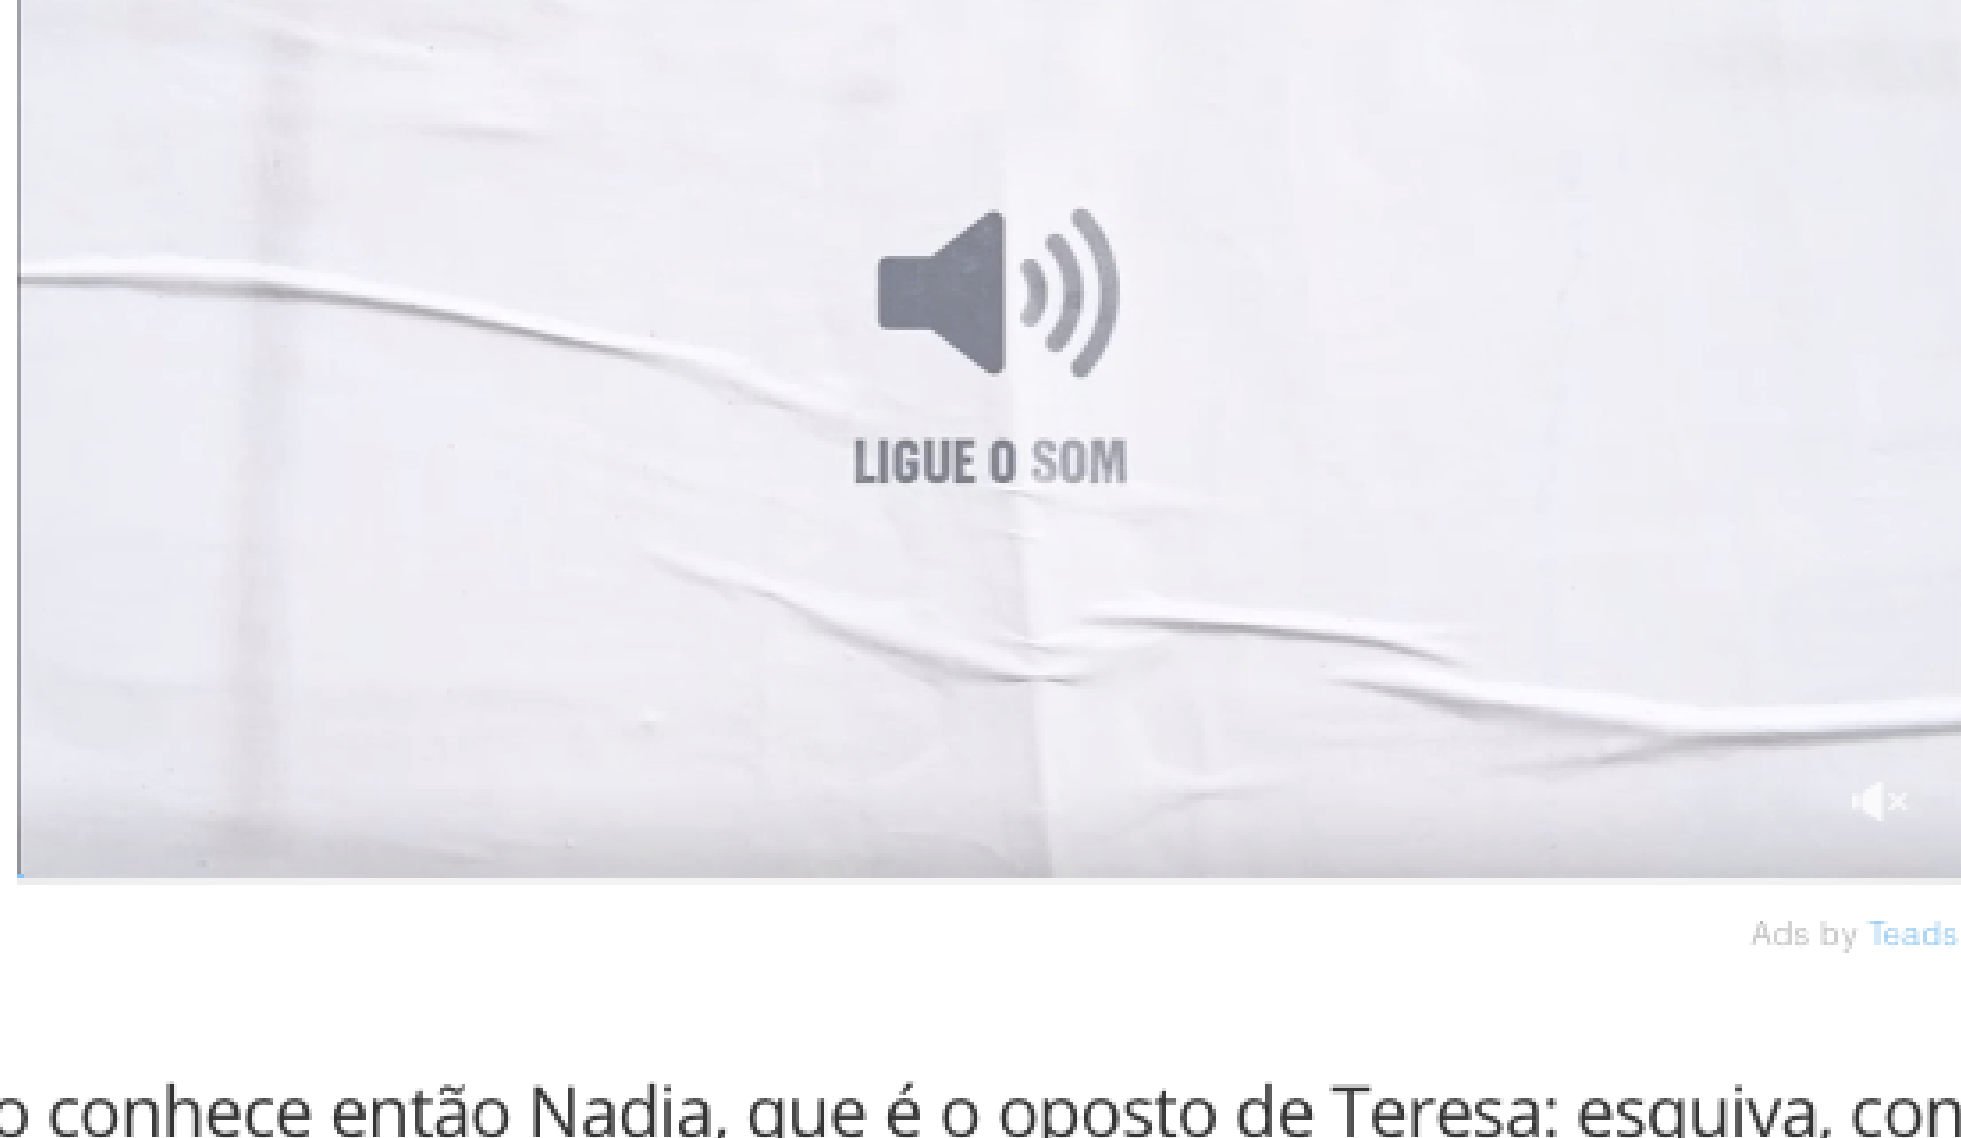 LIGUE O SOM
Ads by Teads
o conhece então Nadia, que é o oposto de Teresa: esquiva, con